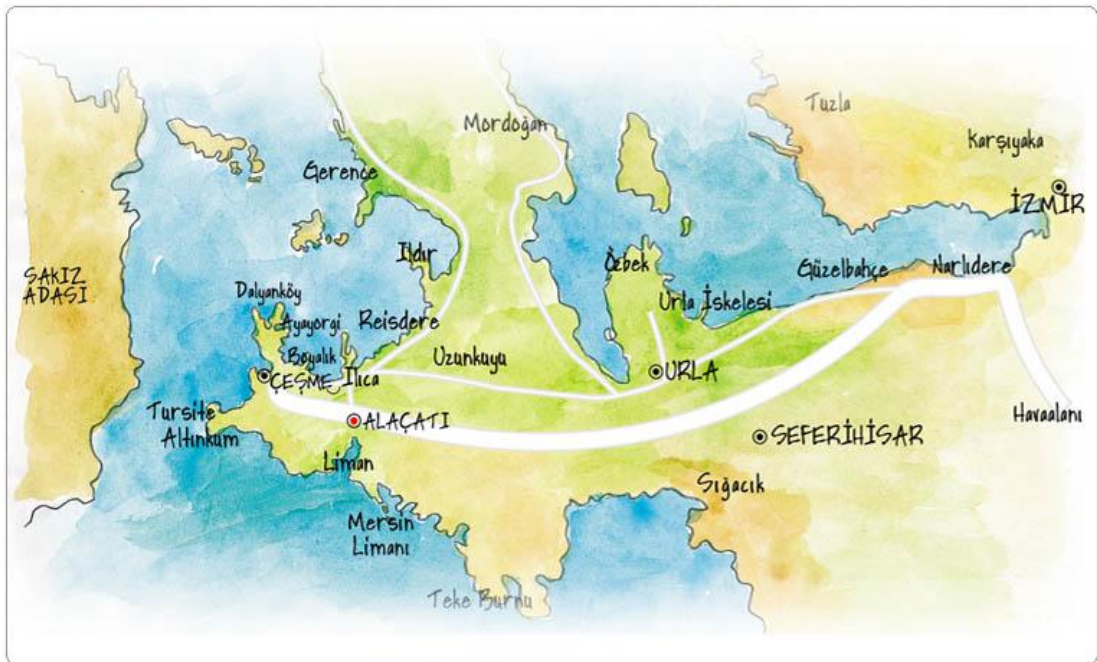 Tuzla
Mordoğan
Karşıyaka
Gerence
İZMİR
Ildır
Özbek
Güzelbahçe
Narlıdere
SAKIZ
ADASI
Dalyanköy
Urla İskelesi
Ayayorgi
Reisdere
Boyalık
Uzunkuyu
ÇEŞME
Ilıca
URLA
Tursite
Altınkum
ALAÇATI
Havaalanı
SEFERİHİSAR
Liman
Sığacık
Mersin
Limanı
Teke Burnu